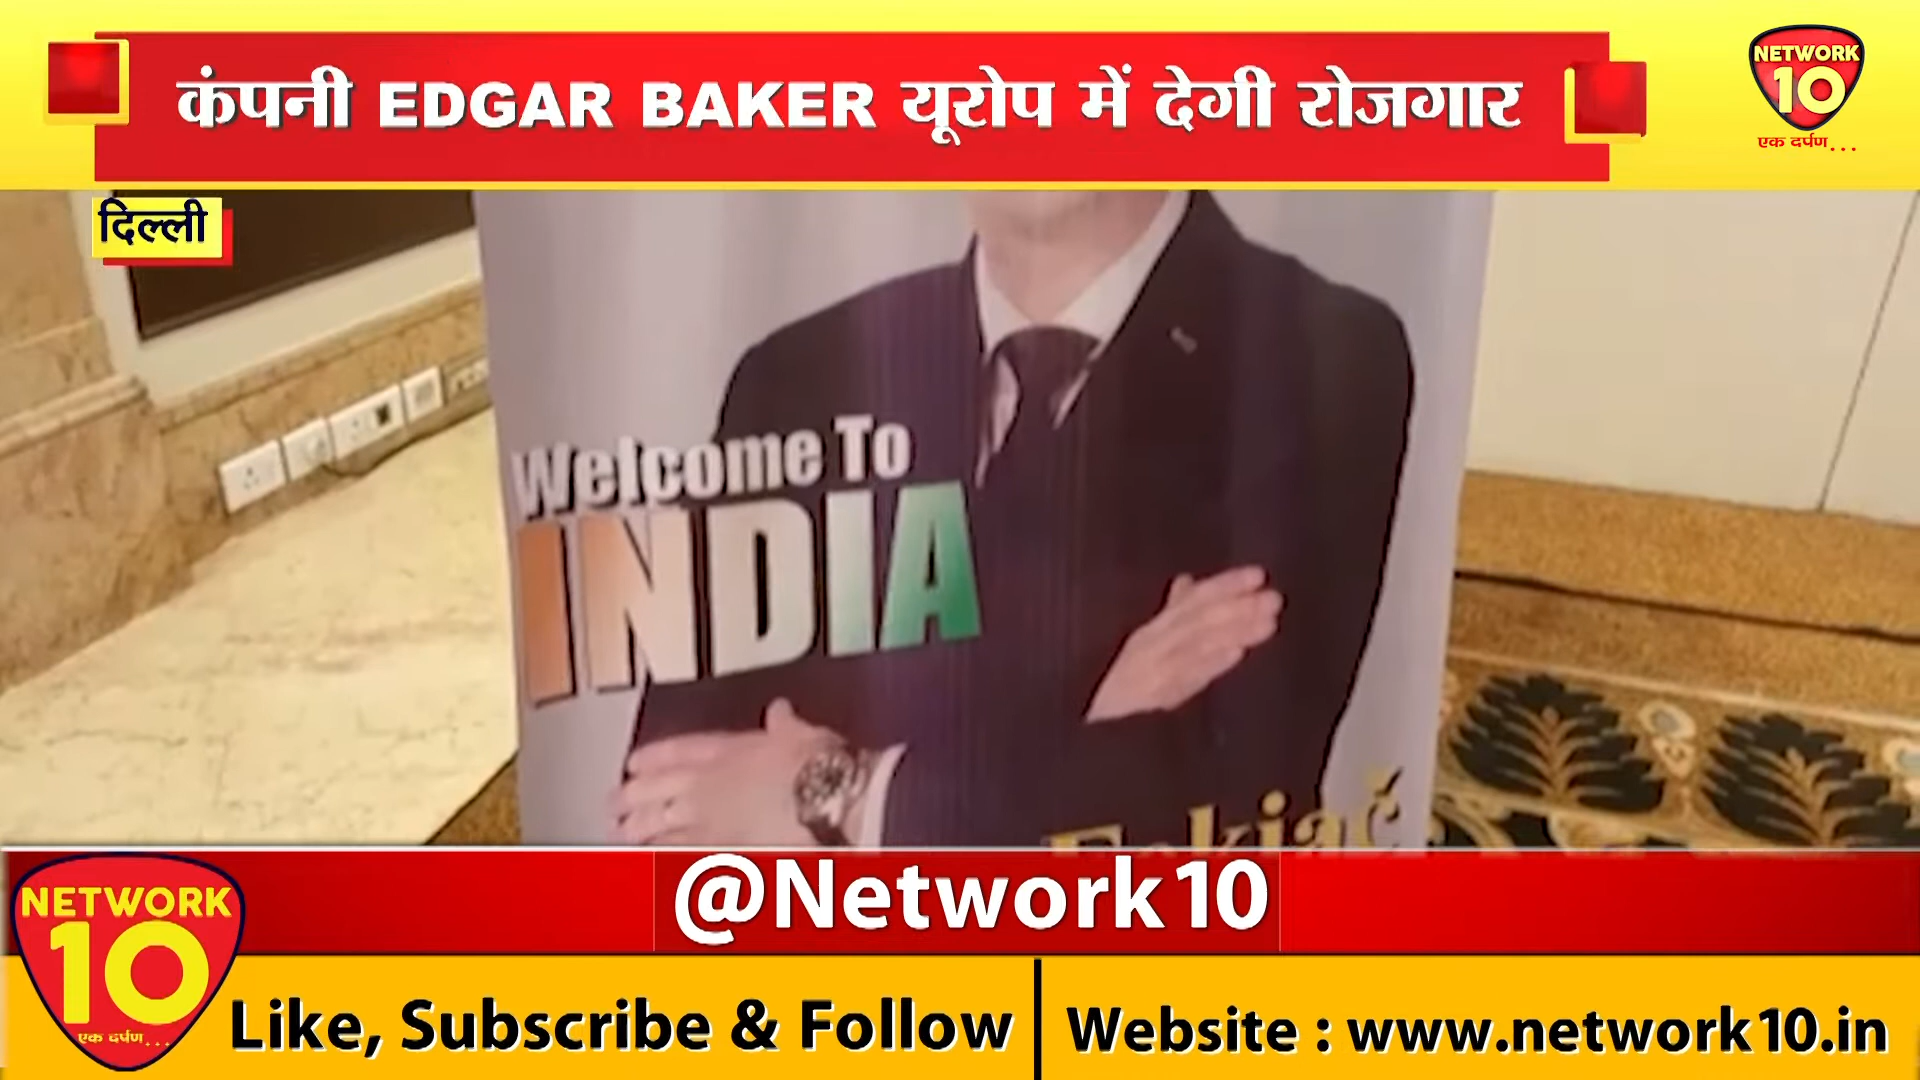 कंपनी EDGAR BAKER यूरोप में देगी रोजगार
NETWORK
10
एक दर्पण...
दिल्ली
Welcome To
INDIA
@Network10
NETWORK
10
एक दर्पण...
Like, Subscribe & Follow
Website : www.network10.in